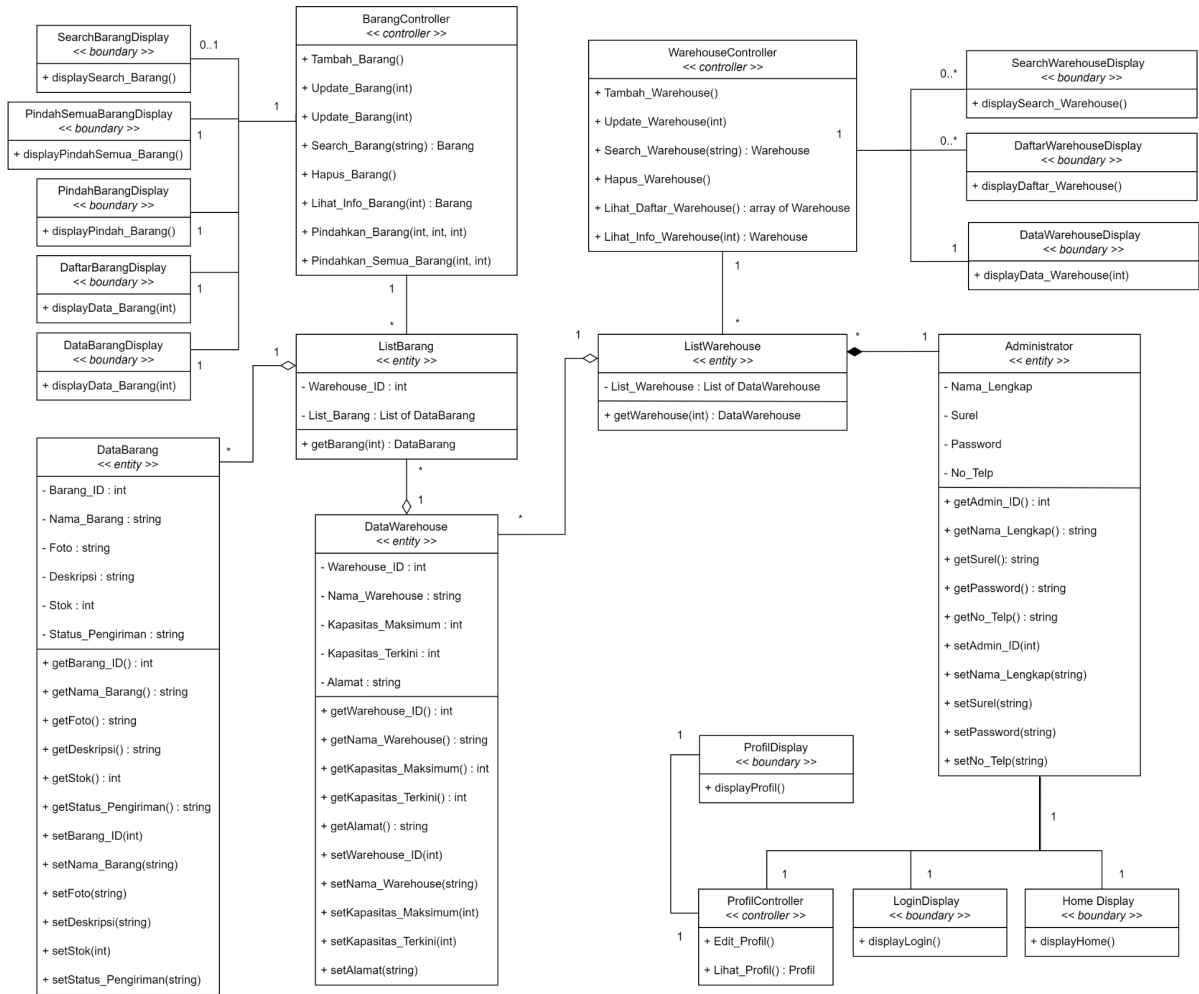 SearchBarangDisplay
<< boundary >>
+ displaySearch_Barang()
0..1
PindahSemuaBarangDisplay
<< boundary >>
+ displayPindahSemua_Barang()
1
PindahBarangDisplay
<< boundary >>
+ displayPindah_Barang()
1
DaftarBarangDisplay
<< boundary >>
+ displayData_Barang(int)
1
DataBarangDisplay
<< boundary >>
+ displayData_Barang(int)
1
BarangController
<< controller >>
+ Tambah_Barang()
+ Update_Barang(int)
+ Update_Barang(int)
+ Search_Barang(string) : Barang
+ Hapus_Barang()
+ Lihat_Info_Barang(int) : Barang
+ Pindahkan_Barang(int, int, int)
+ Pindahkan_Semua_Barang(int, int)
1
1
*
WarehouseController
<< controller >>
+ Tambah_Warehouse()
+ Update_Warehouse(int)
+ Search_Warehouse(string) : Warehouse
+ Hapus_Warehouse()
+ Lihat_Daftar_Warehouse() : array of Warehouse
+ Lihat_Info_Warehouse(int) : Warehouse
1
1
*
SearchWarehouseDisplay
<< boundary >>
+ displaySearch_Warehouse()
0..*
DaftarWarehouseDisplay
<< boundary >>
+ displayDaftar_Warehouse()
0..*
DataWarehouseDisplay
<< boundary >>
+ displayData_Warehouse(int)
1
ListBarang
<< entity >>
- Warehouse_ID : int
- List_Barang : List of DataBarang
+ getBarang(int) : DataBarang
1
*
*
1
ListWarehouse
<< entity >>
- List_Warehouse : List of DataWarehouse
+ getWarehouse(int) : DataWarehouse
1
*
*
1
DataBarang
<< entity >>
- Barang_ID : int
- Nama_Barang : string
- Foto : string
- Deskripsi : string
- Stok : int
- Status_Pengiriman : string
+ getBarang_ID() : int
+ getNama_Barang() : string
+ getFoto() : string
+ getDeskripsi() : string
+ getStok() : int
+ getStatus_Pengiriman() : string
+ setBarang_ID(int)
+ setNama_Barang(string)
+ setFoto(string)
+ setDeskripsi(string)
+ setStok(int)
+ setStatus_Pengiriman(string)
DataWarehouse
<< entity >>
- Warehouse_ID : int
- Nama_Warehouse : string
- Kapasitas_Maksimum : int
- Kapasitas_Terkini : int
- Alamat : string
+ getWarehouse_ID() : int
+ getNama_Warehouse() : string
+ getKapasitas_Maksimum() : int
+ getKapasitas_Terkini() : int
+ getAlamat() : string
+ setWarehouse_ID(int)
+ setNama_Warehouse(string)
+ setKapasitas_Maksimum(int)
+ setKapasitas_Terkini(int)
+ setAlamat(string)
Administrator
<< entity >>
- Nama_Lengkap
- Surel
- Password
- No_Telp
+ getAdmin_ID() : int
+ getNama_Lengkap() : string
+ getSurel(): string
+ getPassword() : string
+ getNo_Telp() : string
+ setAdmin_ID(int)
+ setNama_Lengkap(string)
+ setSurel(string)
+ setPassword(string)
+ setNo_Telp(string)
1
ProfilDisplay
<< boundary >>
+ displayProfil()
1
1
ProfilController
<< controller >>
+ Edit_Profil()
+ Lihat_Profil() : Profil
1
LoginDisplay
<< boundary >>
+ displayLogin()
1
Home Display
<< boundary >>
+ displayHome()
1